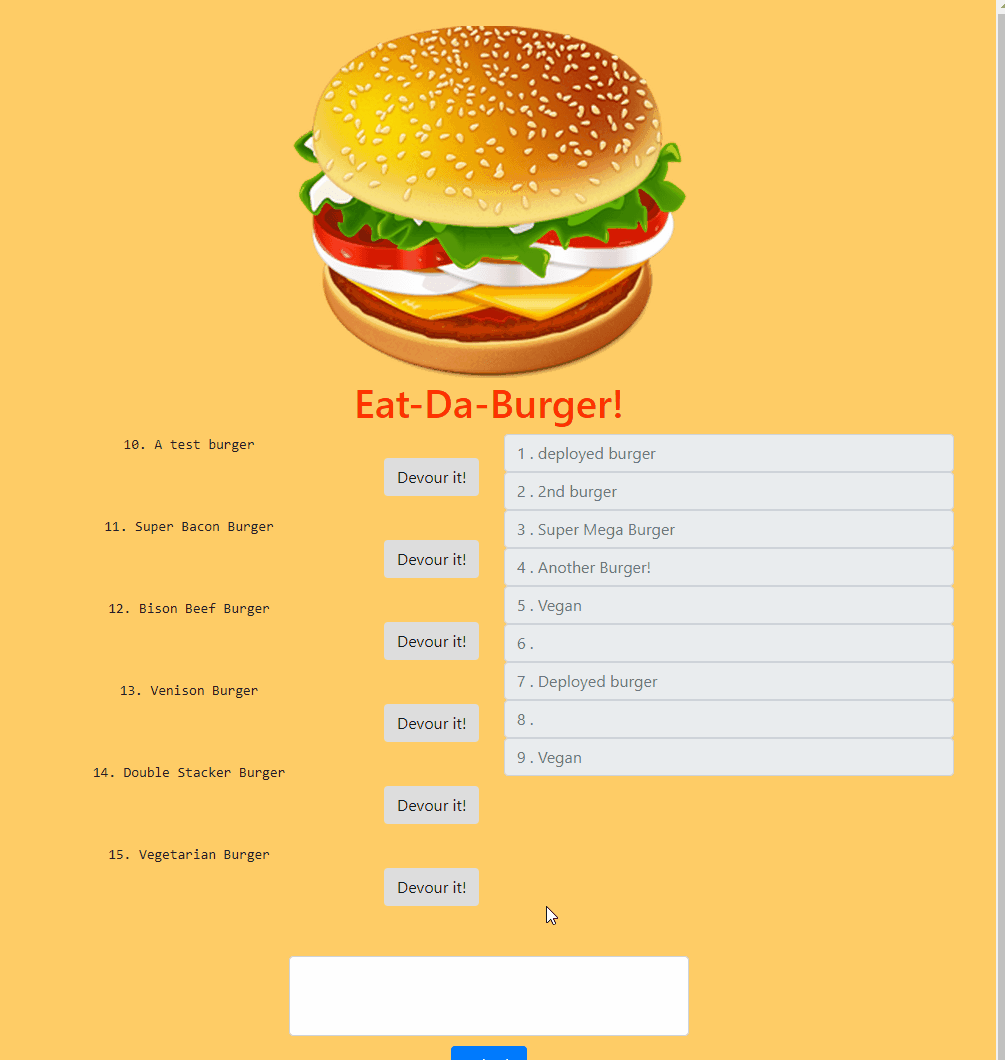 Eat-Da-Burger!
10. A test burger
Devour it!
11. Super Bacon Burger
Devour it!
12. Bison Beef Burger
Devour it!
13. Venison Burger
Devour it!
14. Double Stacker Burger
Devour it!
15. Vegetarian Burger
Devour it!
1 . deployed burger
2 . 2nd burger
3 . Super Mega Burger
4 . Another Burger!
5 . Vegan
6 .
7 . Deployed burger
8 .
9 . Vegan